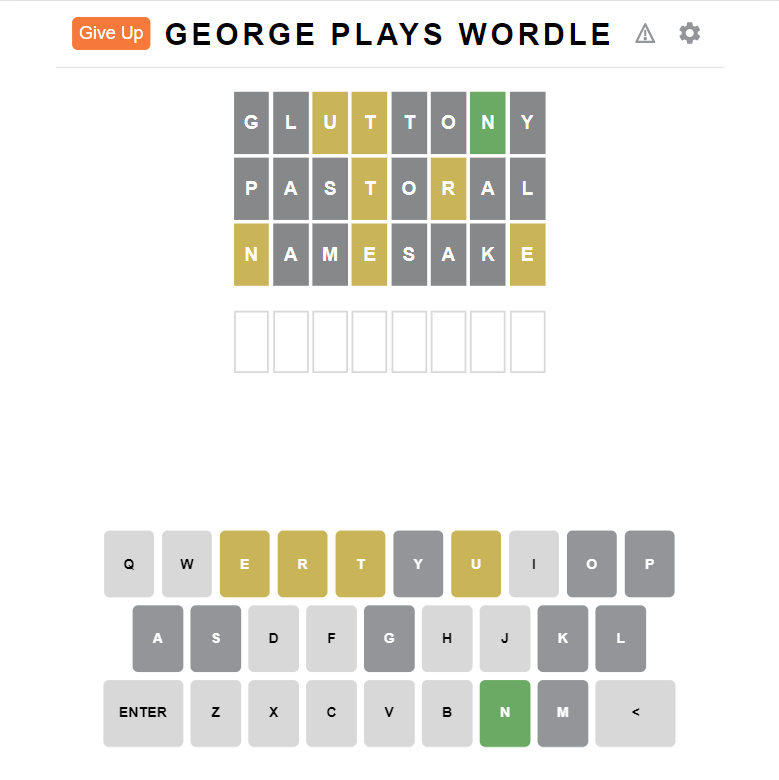 Give Up GEORGE PLAYS WORDLE
G L U T T O N Y
P A S T O R A L
N A M E S A K E
Q W E R T Y U I O P
A S D F G H J K L
ENTER Z X C V B N M <